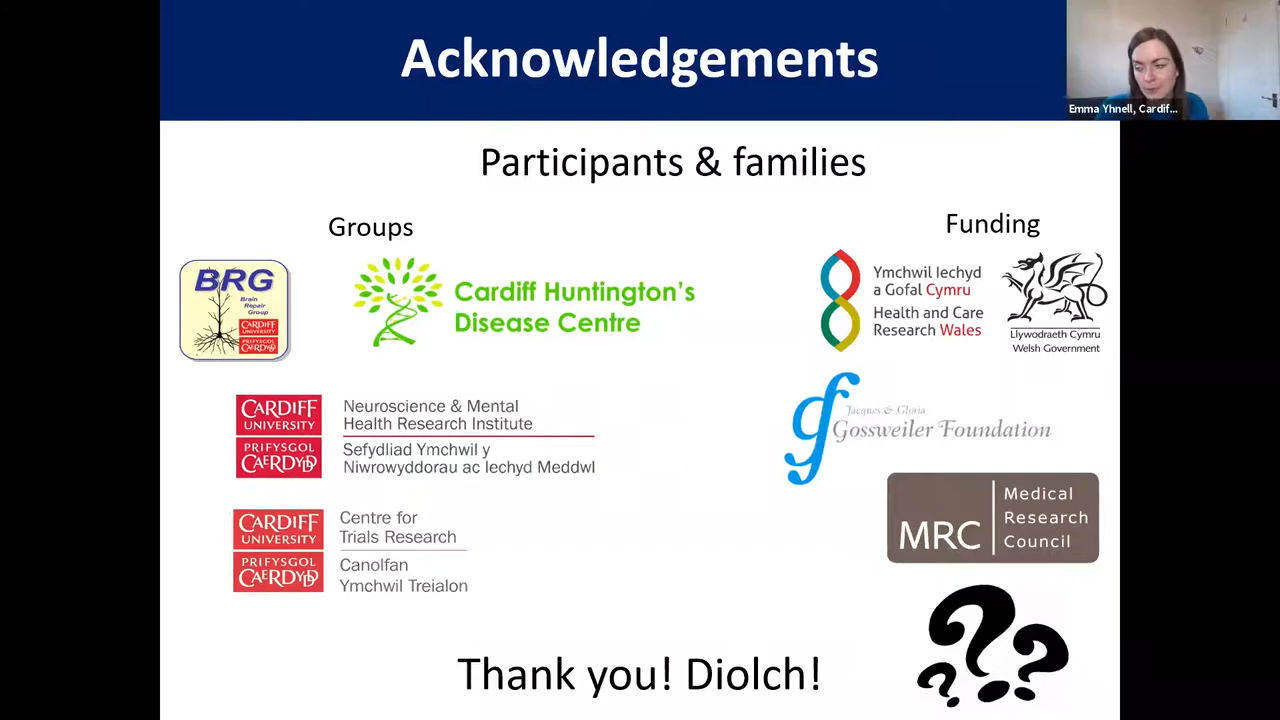 Acknowledgements
Emma Yhnell, Cardif...
Participants & families
Groups
Funding
BRG
Brain
Repair
Group
CARDIFF
UNIVERSITY
PRIFYSGOL
CAERDYDD
Cardiff Huntington's
Disease Centre
Ymchwil Iechyd
a Gofal Cymru
Health and Care
Research Wales
Llywodraeth Cymru
Welsh Government
CARDIFF
UNIVERSITY
PRIFYSGOL
CAERDYDD
Neuroscience & Mental
Health Research Institute
Sefydliad Ymchwil y
Niwrowyddorau ac Iechyd Meddwl
gf
Jacques & Gloria
Gossweiler Foundation
MRC
Medical
Research
Council
CARDIFF
UNIVERSITY
PRIFYSGOL
CAERDYDD
Centre for
Trials Research
Canolfan
Ymchwil Treialon
???
Thank you! Diolch!